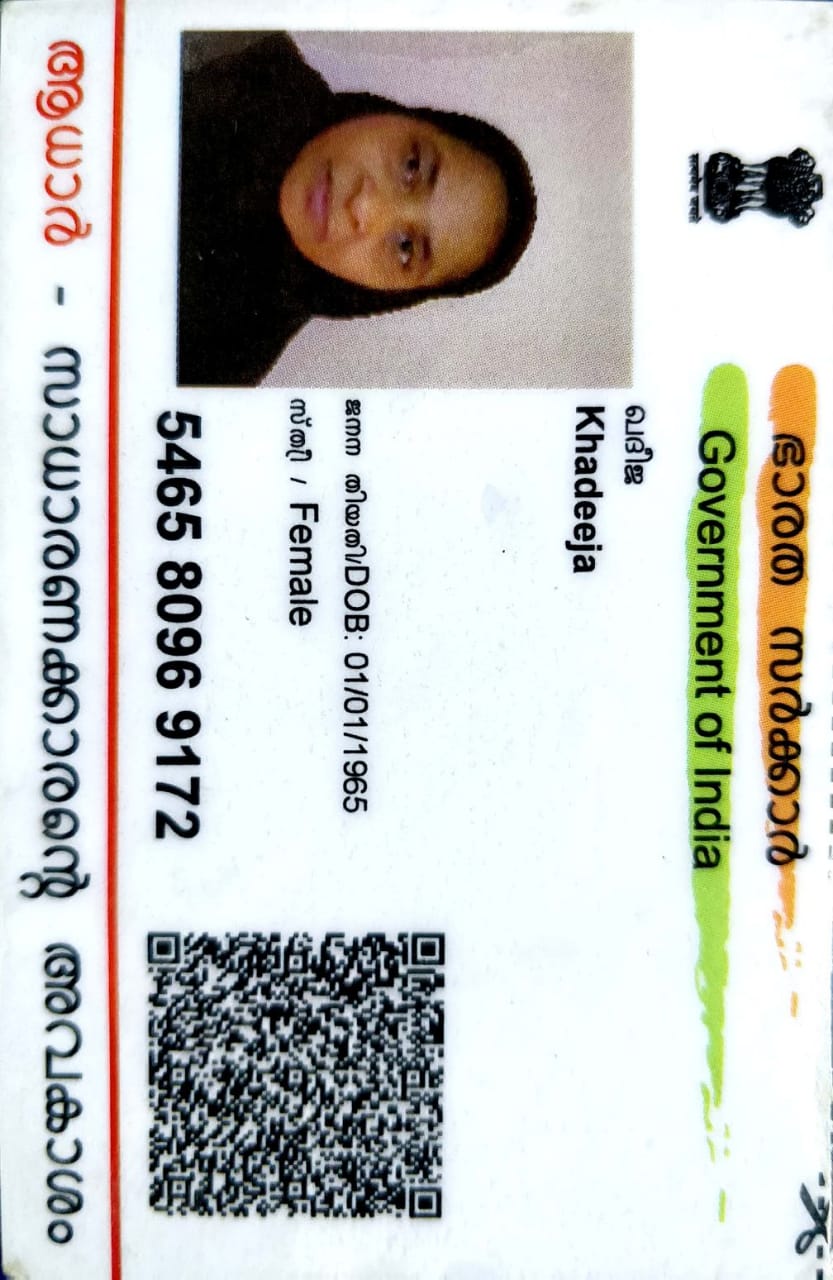 ഭാരത സർക്കാർ
Government of India
सत्यमेव जयते
ഖദീജ
Khadeeja
ജനന തിയതി/DOB: 01/01/1965
സ്ത്രീ / Female
5465 8096 9172
ആധാർ - സാധാരണക്കാരന്റെ അവകാശം